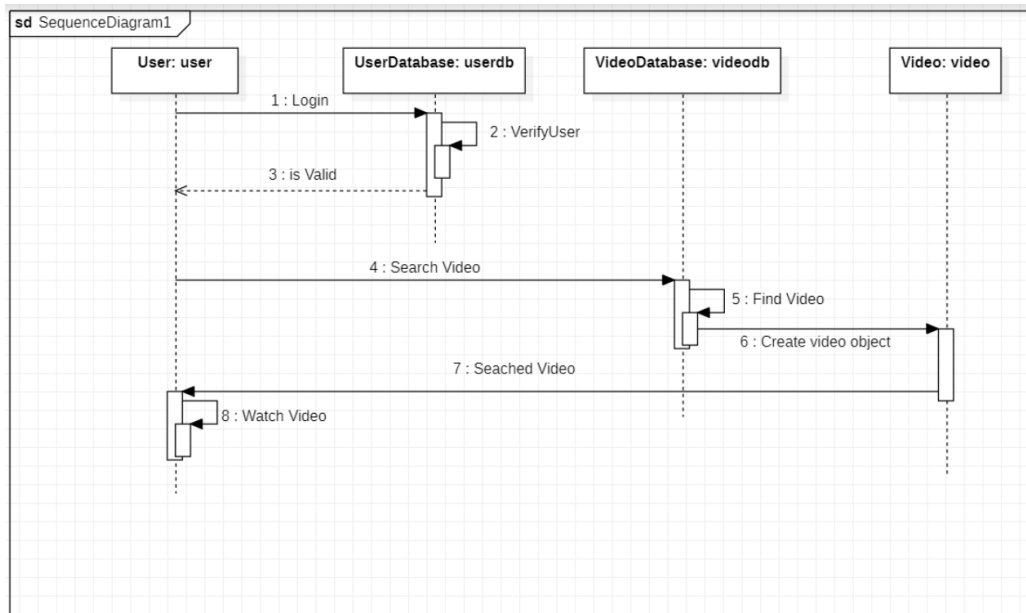 sd SequenceDiagram1
User: user
UserDatabase: userdb
VideoDatabase: videodb
Video: video
1 : Login
2 : VerifyUser
3 : is Valid
4 : Search Video
5 : Find Video
6 : Create video object
7 : Seached Video
8 : Watch Video